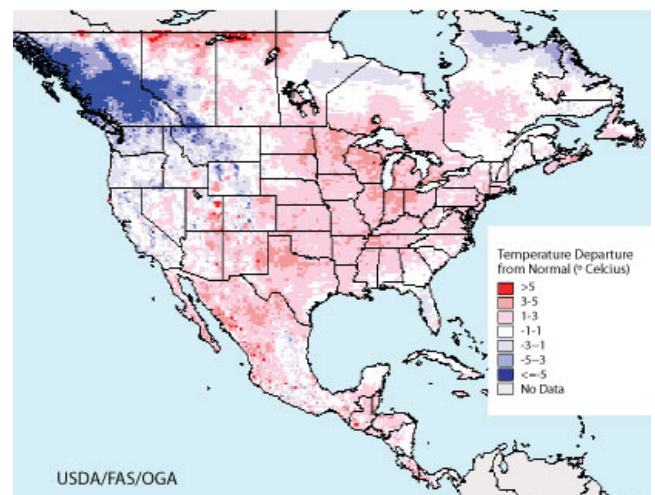 Temperature Departure
from Normal (º Celcius)
>5
3-5
1-3
-1-1
-3--1
-5--3
<=-5
No Data
USDA/FAS/OGA